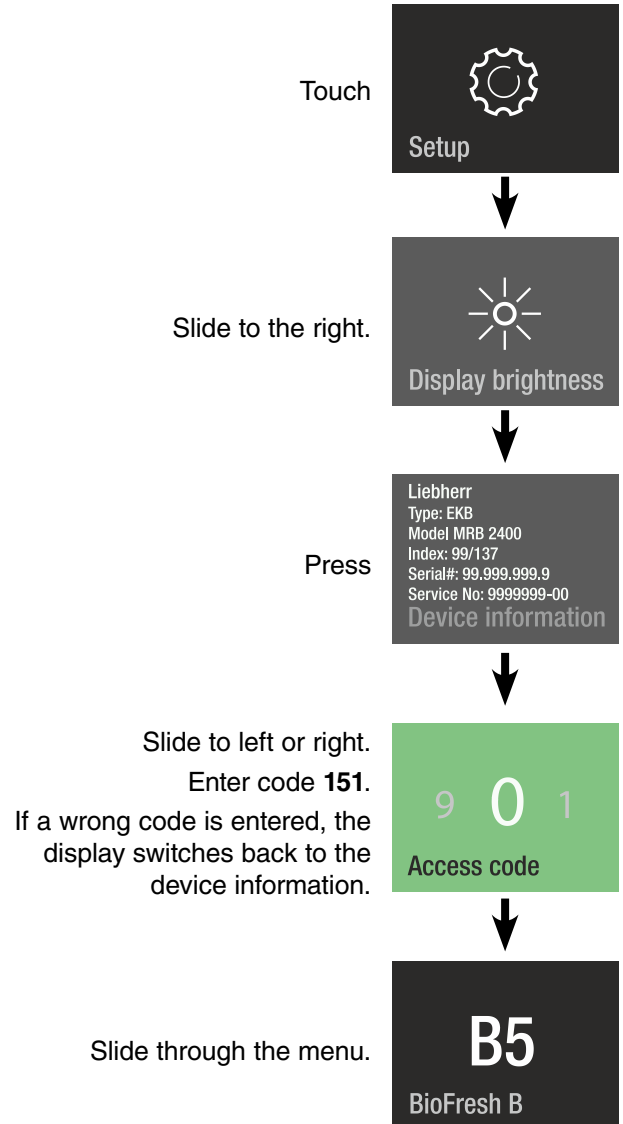 Touch
Setup
Slide to the right.
Display brightness
Press
Liebherr
Type: EKB
Model MRB 2400
Index: 99/137
Serial#: 99.999.999.9
Service No: 9999999-00
Device information
Slide to left or right.
Enter code 151.
If a wrong code is entered, the
display switches back to the
device information.
9 0 1
Access code
Slide through the menu.
B5
BioFresh B